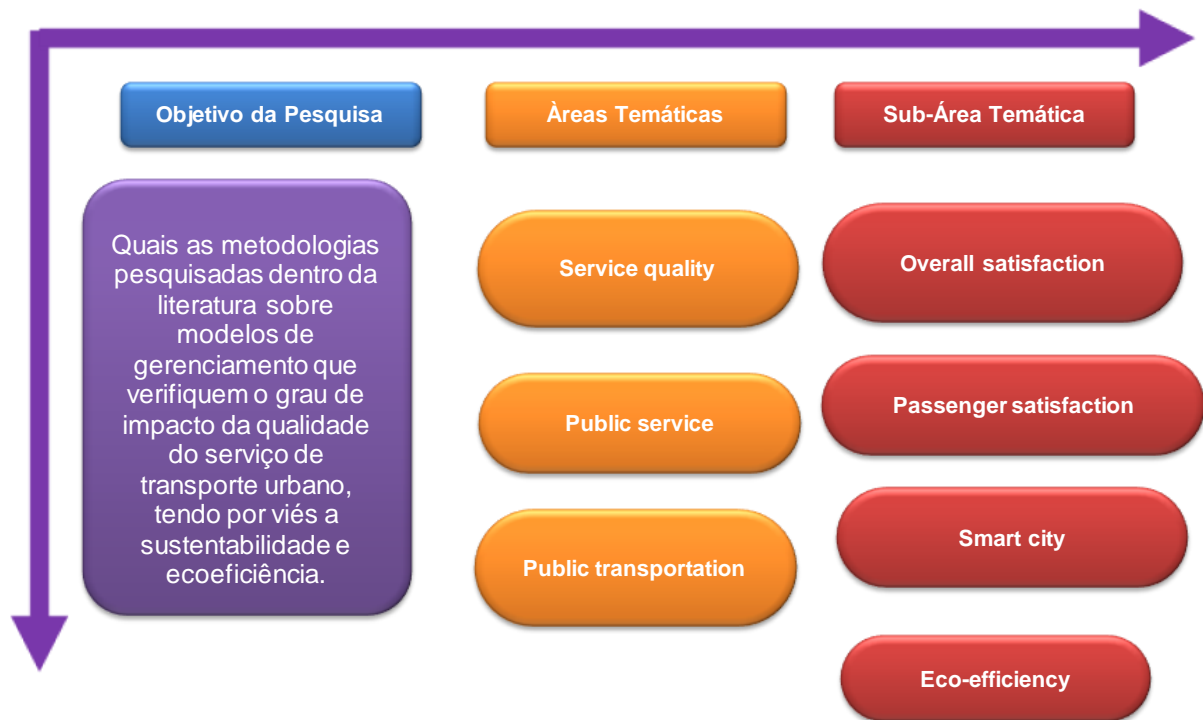 Objetivo da Pesquisa
Àreas Temáticas
Sub-Área Temática
Quais as metodologias
pesquisadas dentro da
literatura sobre
modelos de
gerenciamento que
verifiquem o grau de
impacto da qualidade
do serviço de
transporte urbano,
tendo por viés a
sustentabilidade e
ecoeficiência.
Service quality
Public service
Public transportation
Overall satisfaction
Passenger satisfaction
Smart city
Eco-efficiency